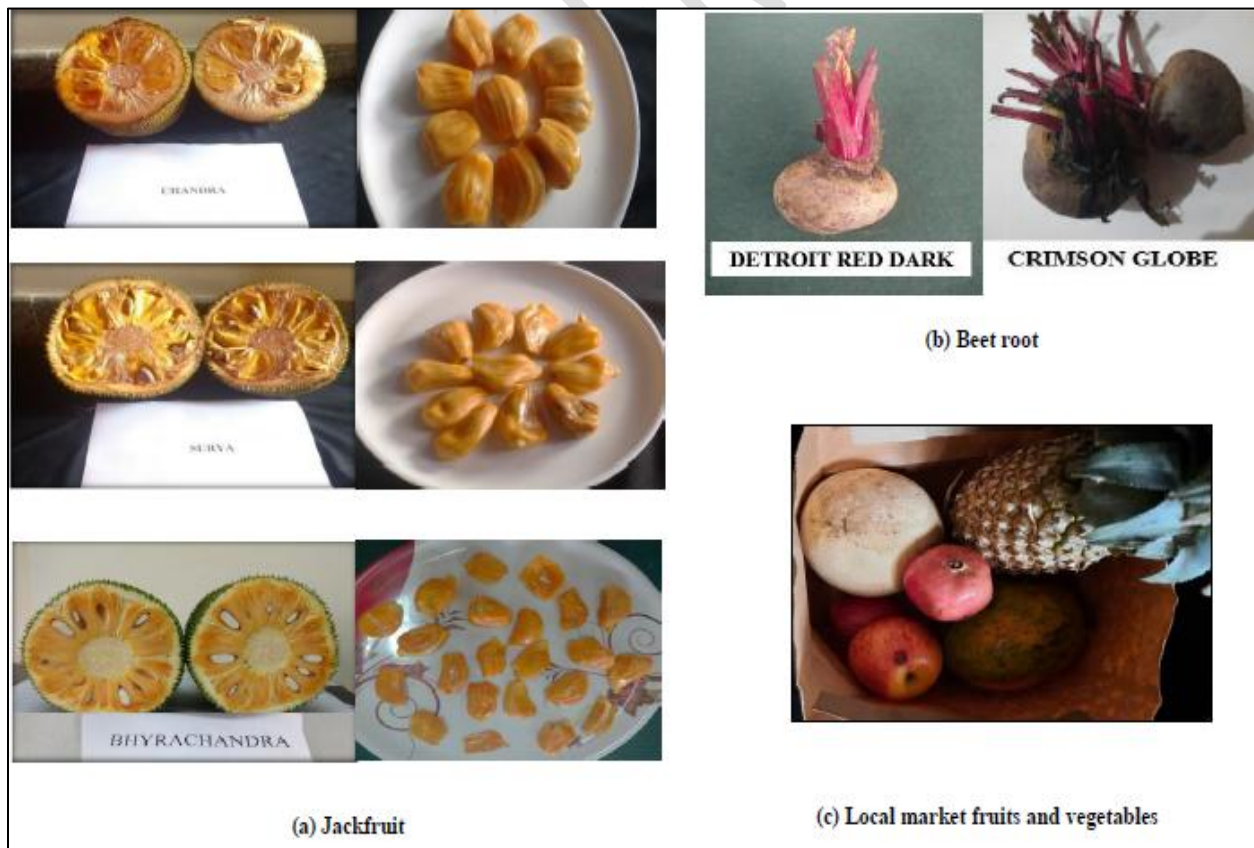 CHANDRA
SURYA
BHYRACHANDRA
(a) Jackfruit
DETROIT RED DARK
CRIMSON GLOBE
(b) Beet root
(c) Local market fruits and vegetables